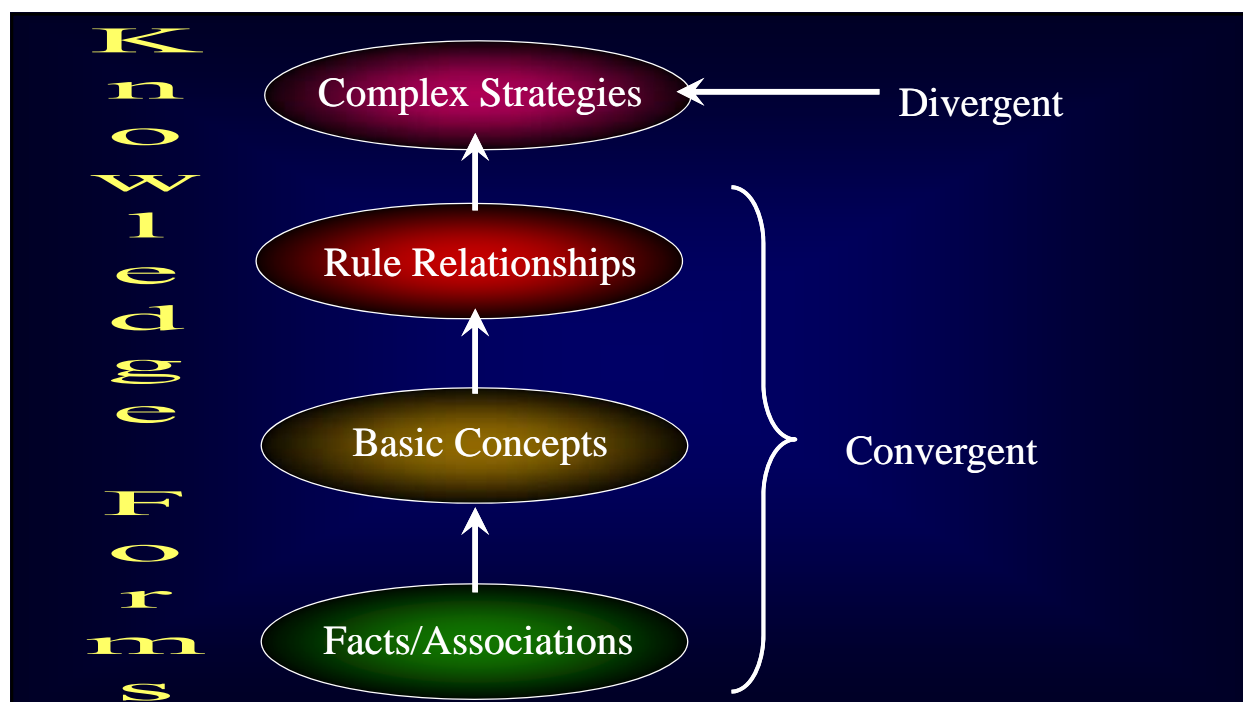 Knowledge Forms
Complex Strategies
Divergent
Rule Relationships
Basic Concepts
Convergent
Facts/Associations